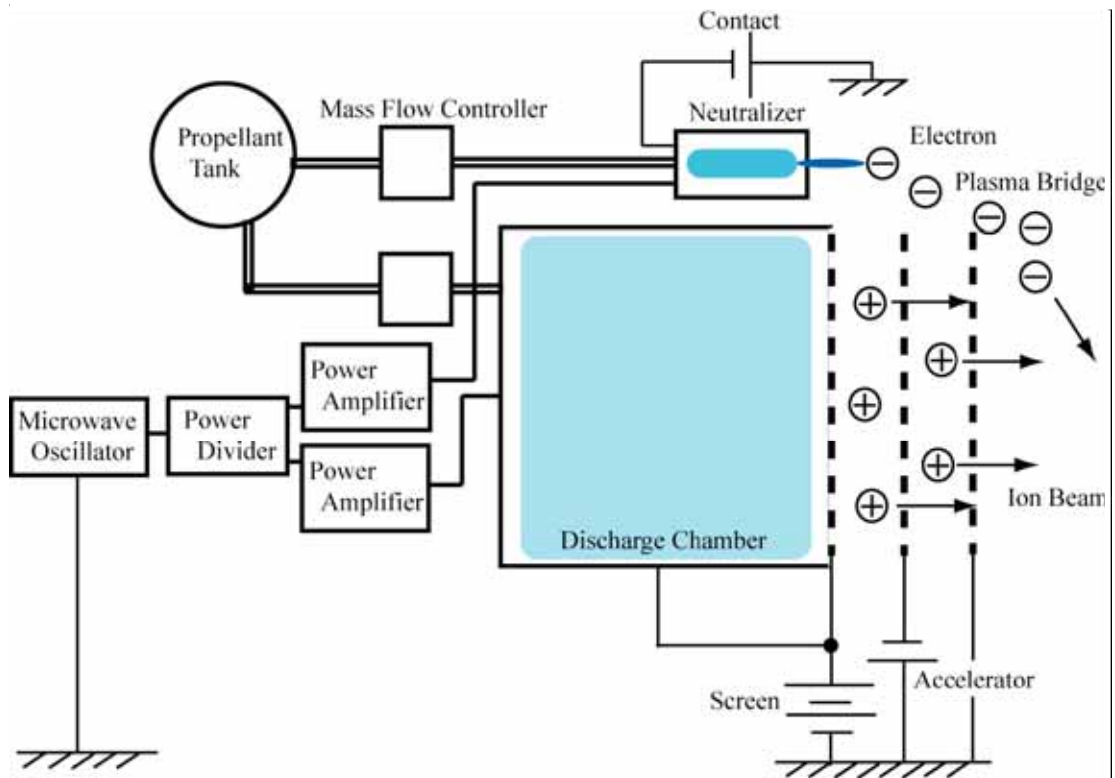 Contact
Mass Flow Controller
Neutralizer
Propellant
Tank
Electron
Plasma Bridge
Power
Amplifier
Microwave
Oscillator
Power
Divider
Power
Amplifier
Ion Beam
Discharge Chamber
Screen
Accelerator